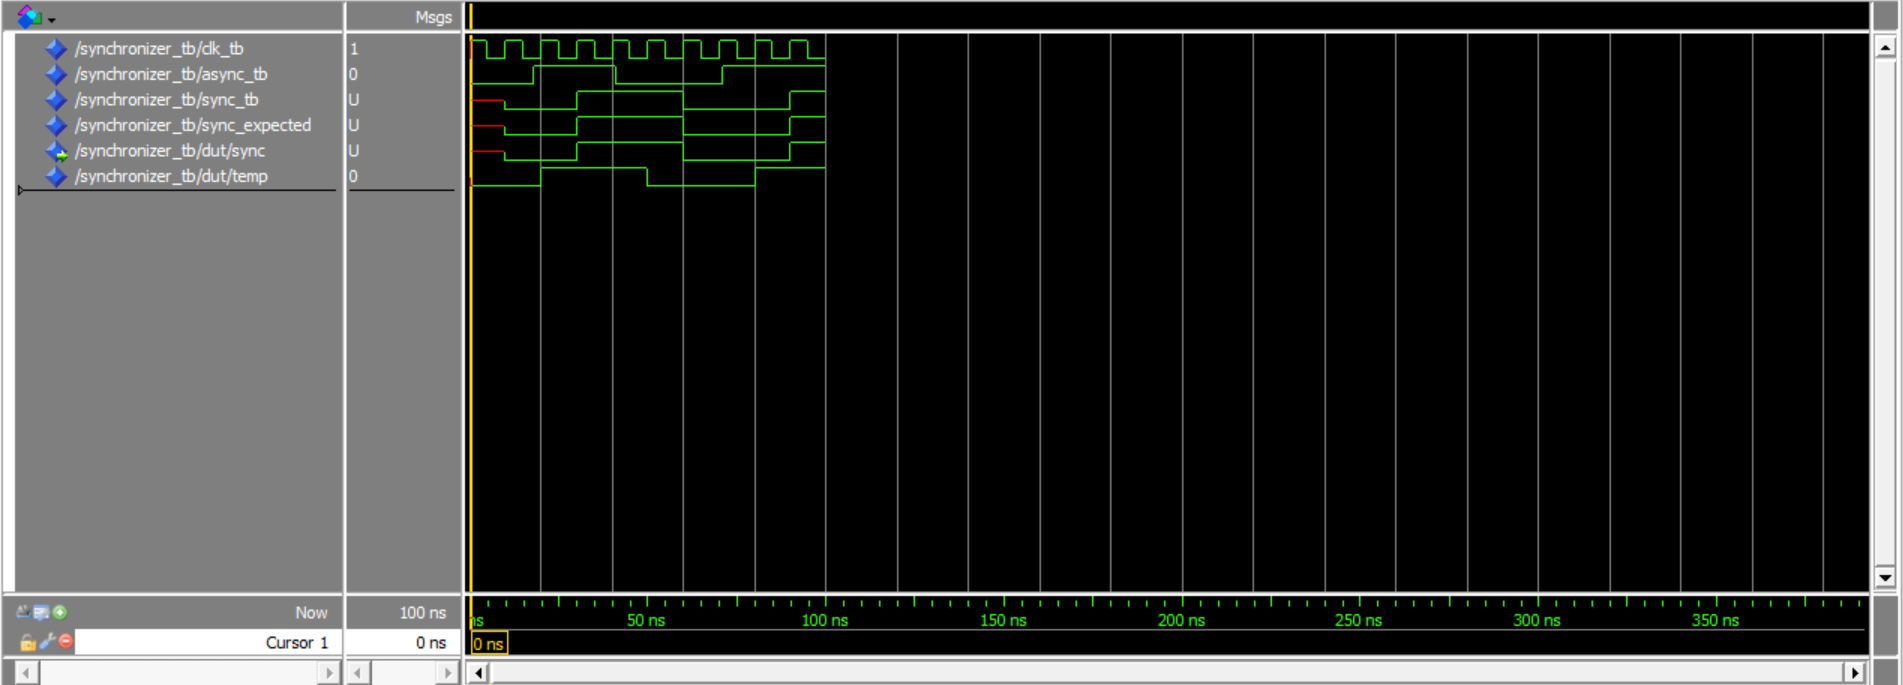 Msgs
/synchronizer_tb/clk_tb 1
/synchronizer_tb/async_tb 0
/synchronizer_tb/sync_tb U
/synchronizer_tb/sync_expected U
/synchronizer_tb/dut/sync U
/synchronizer_tb/dut/temp 0
Now 100 ns ns 50 ns 100 ns 150 ns 200 ns 250 ns 300 ns 350 ns
Cursor 1 0 ns 0 ns